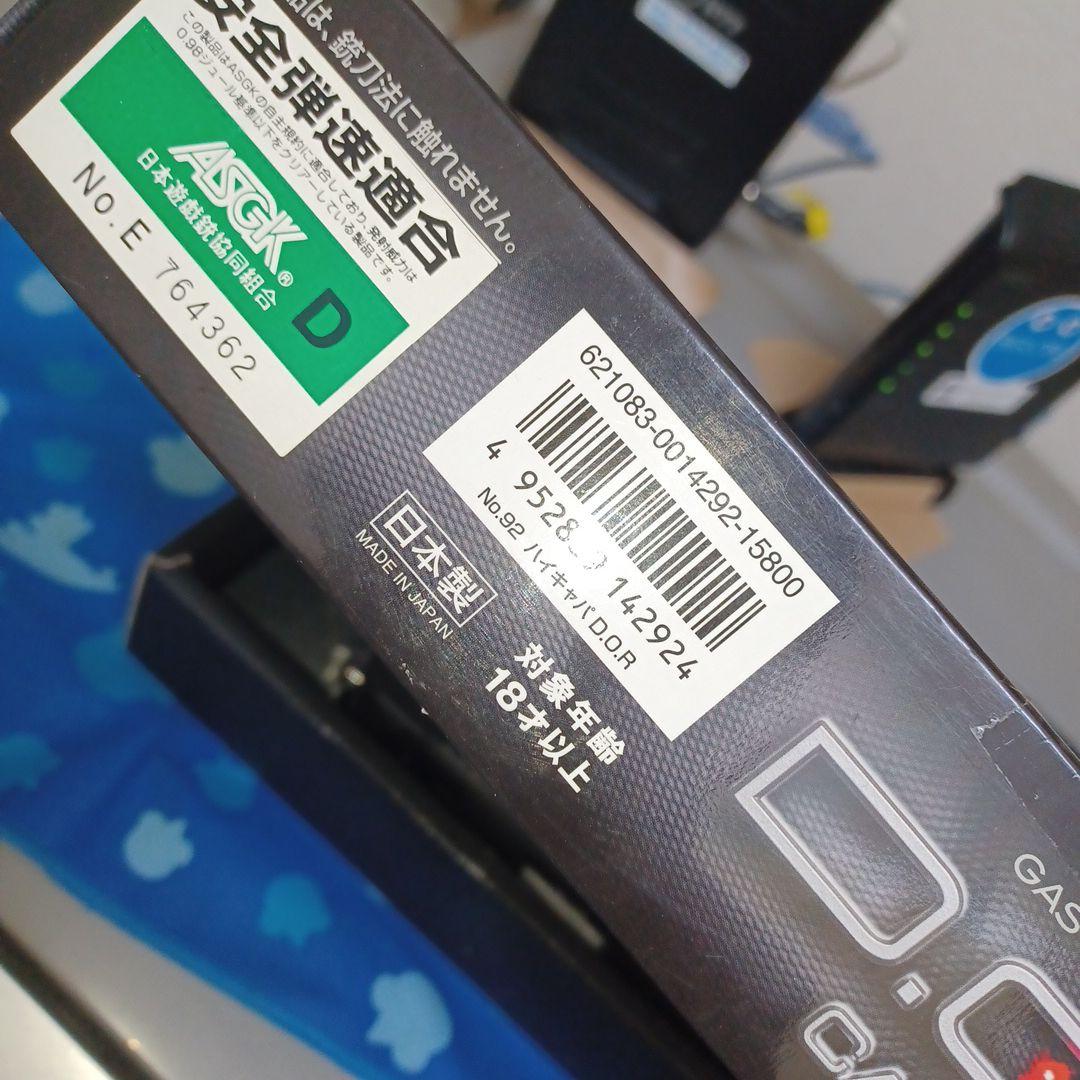 品は、銃刀法に触れません。
安全弾速適合
この製品はASGKの自主規約に適合しており、発射威力は
0.98ジュール基準以下をクリアーしている製品です。
ASGK®
日本遊戯銃協同組合
D
No. E 764362
621083-0014292-15800
4 9528 142924
No.92 ハイキャパ D.O.R
日本製
MADE IN JAPAN
対象年齢
18才以上
GAS
D.O